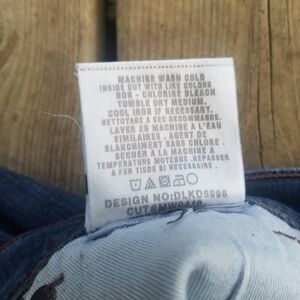 MACHINE WASH COLD
INSIDE OUT WITH LIKE COLORS
NON - CHLORINE BLEACH
TUMBLE DRY MEDIUM.
COOL IRON IF NECESSARY.
NETTOYAGE A SEC RECOMMANDE.
LAVER EN MACHINE A L'EAU
SIMILAIRES . AGENT DE
BLANCHIMENT SANS CHLORE .
SECHER A LA MACHINE A
TEMPERATURE MOYENNE .REPASSER
A FER TIEDE SI NECESSAIRE .
DESIGN NO:DLKD5996